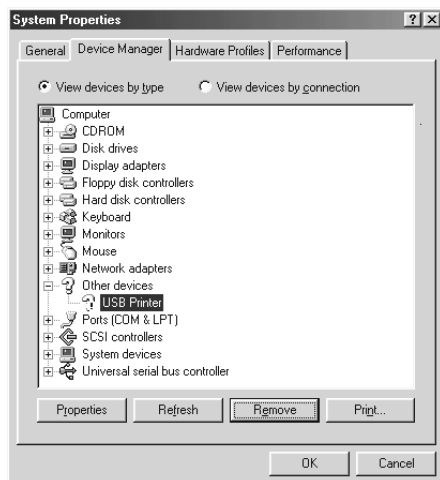 System Properties
General Device Manager Hardware Profiles Performance
View devices by type View devices by connection
Computer
CDROM
Disk drives
Display adapters
Floppy disk controllers
Hard disk controllers
Keyboard
Monitors
Mouse
Network adapters
Other devices
USB Printer
Ports (COM & LPT)
SCSI controllers
System devices
Universal serial bus controller
Properties Refresh Remove Print...
OK Cancel